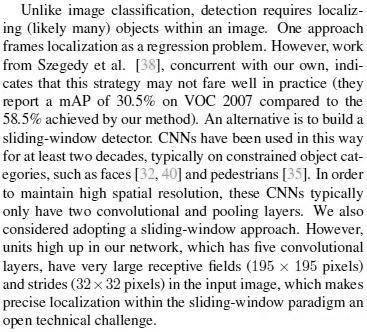 Unlike image classification, detection requires localiz-
ing (likely many) objects within an image. One approach
frames localization as a regression problem. However, work
from Szegedy et al. [38], concurrent with our own, indi-
cates that this strategy may not fare well in practice (they
report a mAP of 30.5% on VOC 2007 compared to the
58.5% achieved by our method). An alternative is to build a
sliding-window detector. CNNs have been used in this way
for at least two decades, typically on constrained object cat-
egories, such as faces [32, 40] and pedestrians [35]. In order
to maintain high spatial resolution, these CNNs typically
only have two convolutional and pooling layers. We also
considered adopting a sliding-window approach. However,
units high up in our network, which has five convolutional
layers, have very large receptive fields (195 × 195 pixels)
and strides (32×32 pixels) in the input image, which makes
precise localization within the sliding-window paradigm an
open technical challenge.